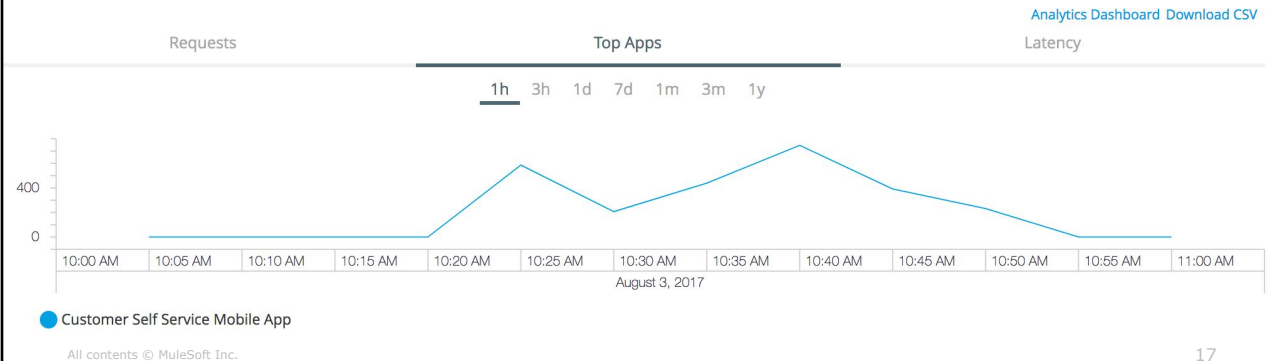 Analytics Dashboard Download CSV
Requests Top Apps Latency
1h 3h 1d 7d 1m 3m 1y
400
0
10:00 AM 10:05 AM 10:10 AM 10:15 AM 10:20 AM 10:25 AM 10:30 AM 10:35 AM 10:40 AM 10:45 AM 10:50 AM 10:55 AM 11:00 AM
August 3, 2017
Customer Self Service Mobile App
All contents © MuleSoft Inc. 17